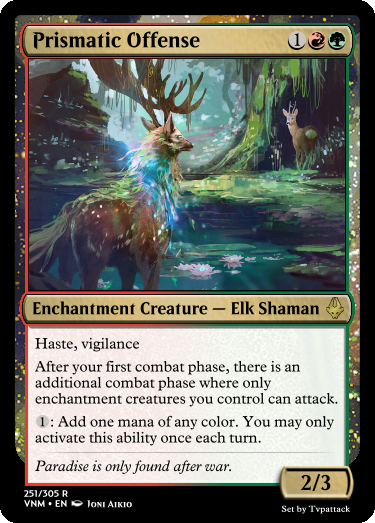 Prismatic Offense 1
Enchantment Creature — Elk Shaman
Haste, vigilance
After your first combat phase, there is an
additional combat phase where only
enchantment creatures you control can attack.
1: Add one mana of any color. You may only
activate this ability once each turn.
Paradise is only found after war.
2/3
251/305 R
VNM • EN Joni Aikio
Set by Tvpattack